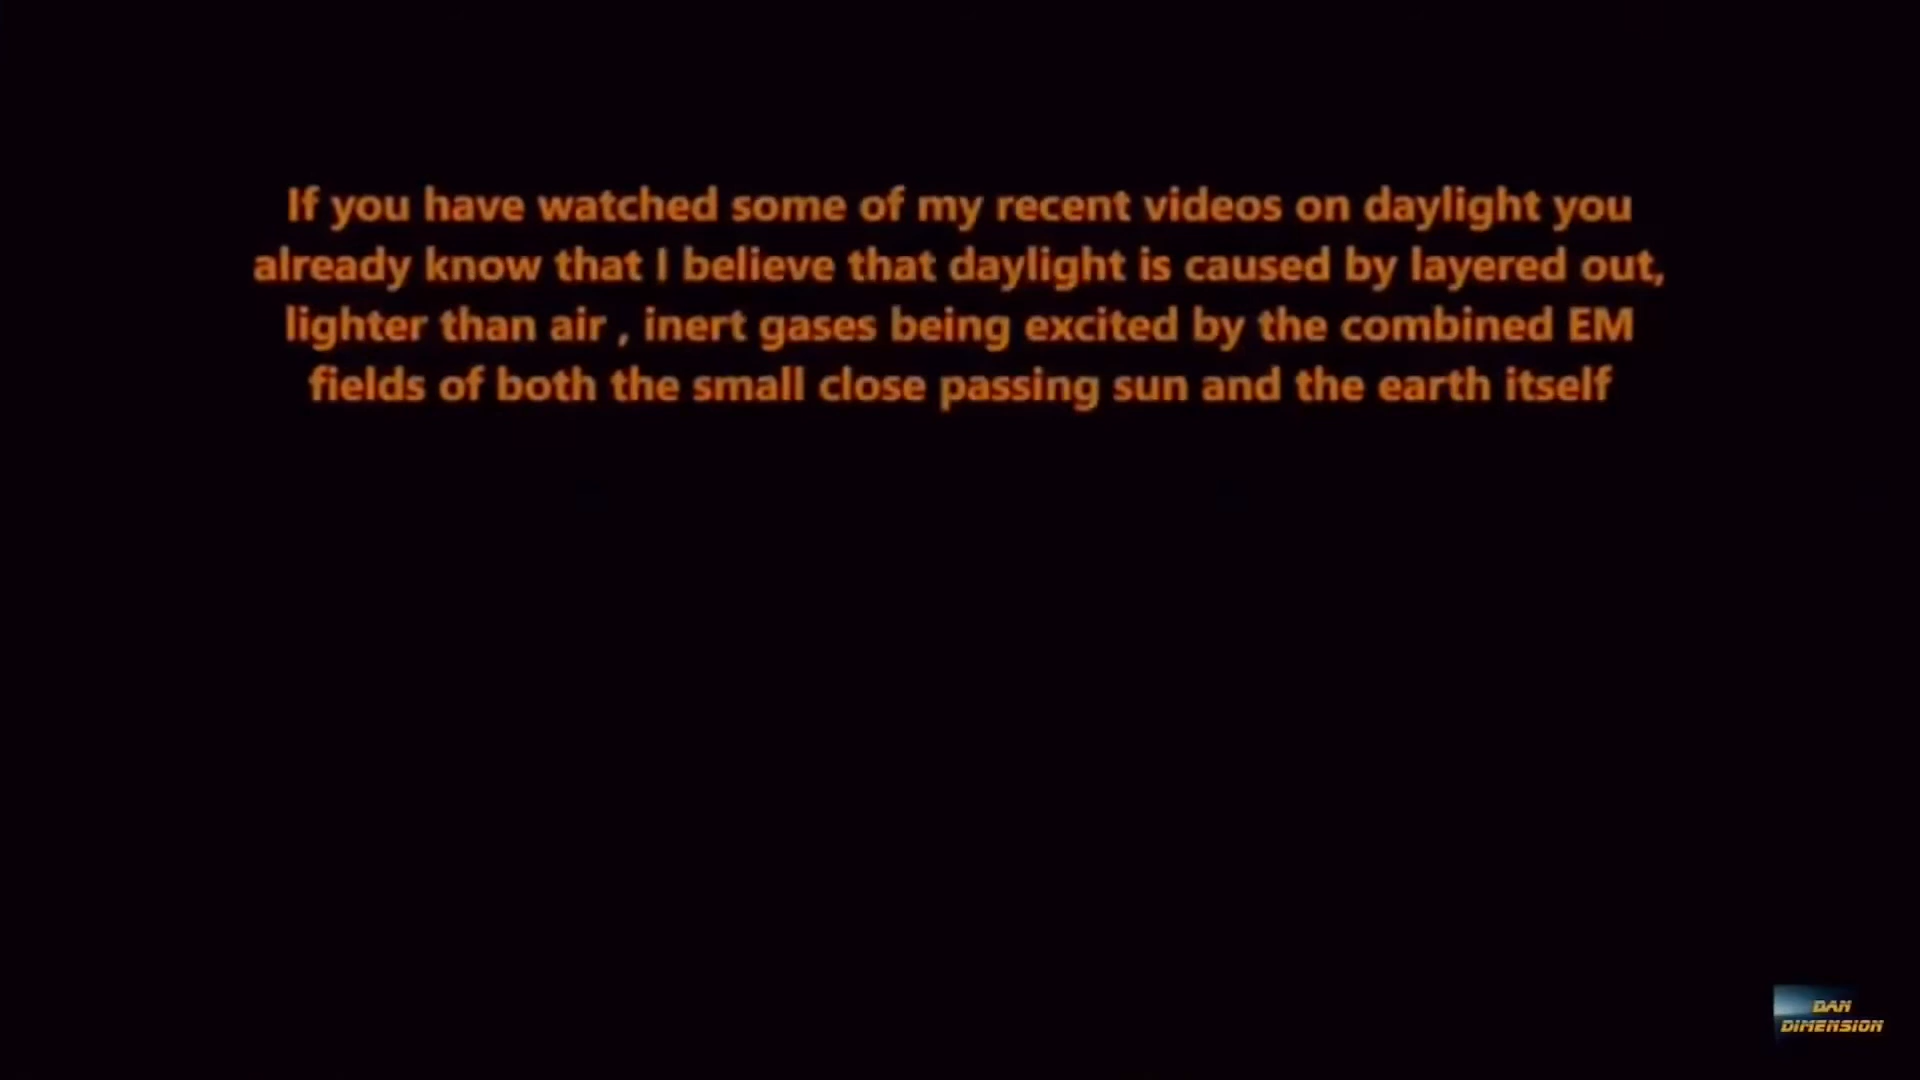 If you have watched some of my recent videos on daylight you
already know that I believe that daylight is caused by layered out,
lighter than air , inert gases being excited by the combined EM
fields of both the small close passing sun and the earth itself
DAN
DIMENSION